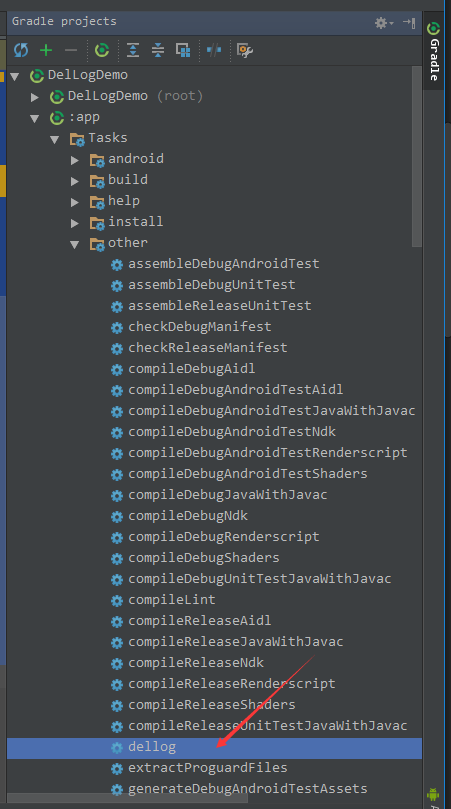 Gradle projects
DelLogDemo
DelLogDemo (root)
:app
Tasks
android
build
help
install
other
assembleDebugAndroidTest
assembleDebugUnitTest
assembleReleaseUnitTest
checkDebugManifest
checkReleaseManifest
compileDebugAidl
compileDebugAndroidTestAidl
compileDebugAndroidTestJavaWithJavac
compileDebugAndroidTestNdk
compileDebugAndroidTestRenderscript
compileDebugAndroidTestShaders
compileDebugJavaWithJavac
compileDebugNdk
compileDebugRenderscript
compileDebugShaders
compileDebugUnitTestJavaWithJavac
compileLint
compileReleaseAidl
compileReleaseJavaWithJavac
compileReleaseNdk
compileReleaseRenderscript
compileReleaseShaders
compileReleaseUnitTestJavaWithJavac
dellog
extractProguardFiles
generateDebugAndroidTestAssets
Gradle